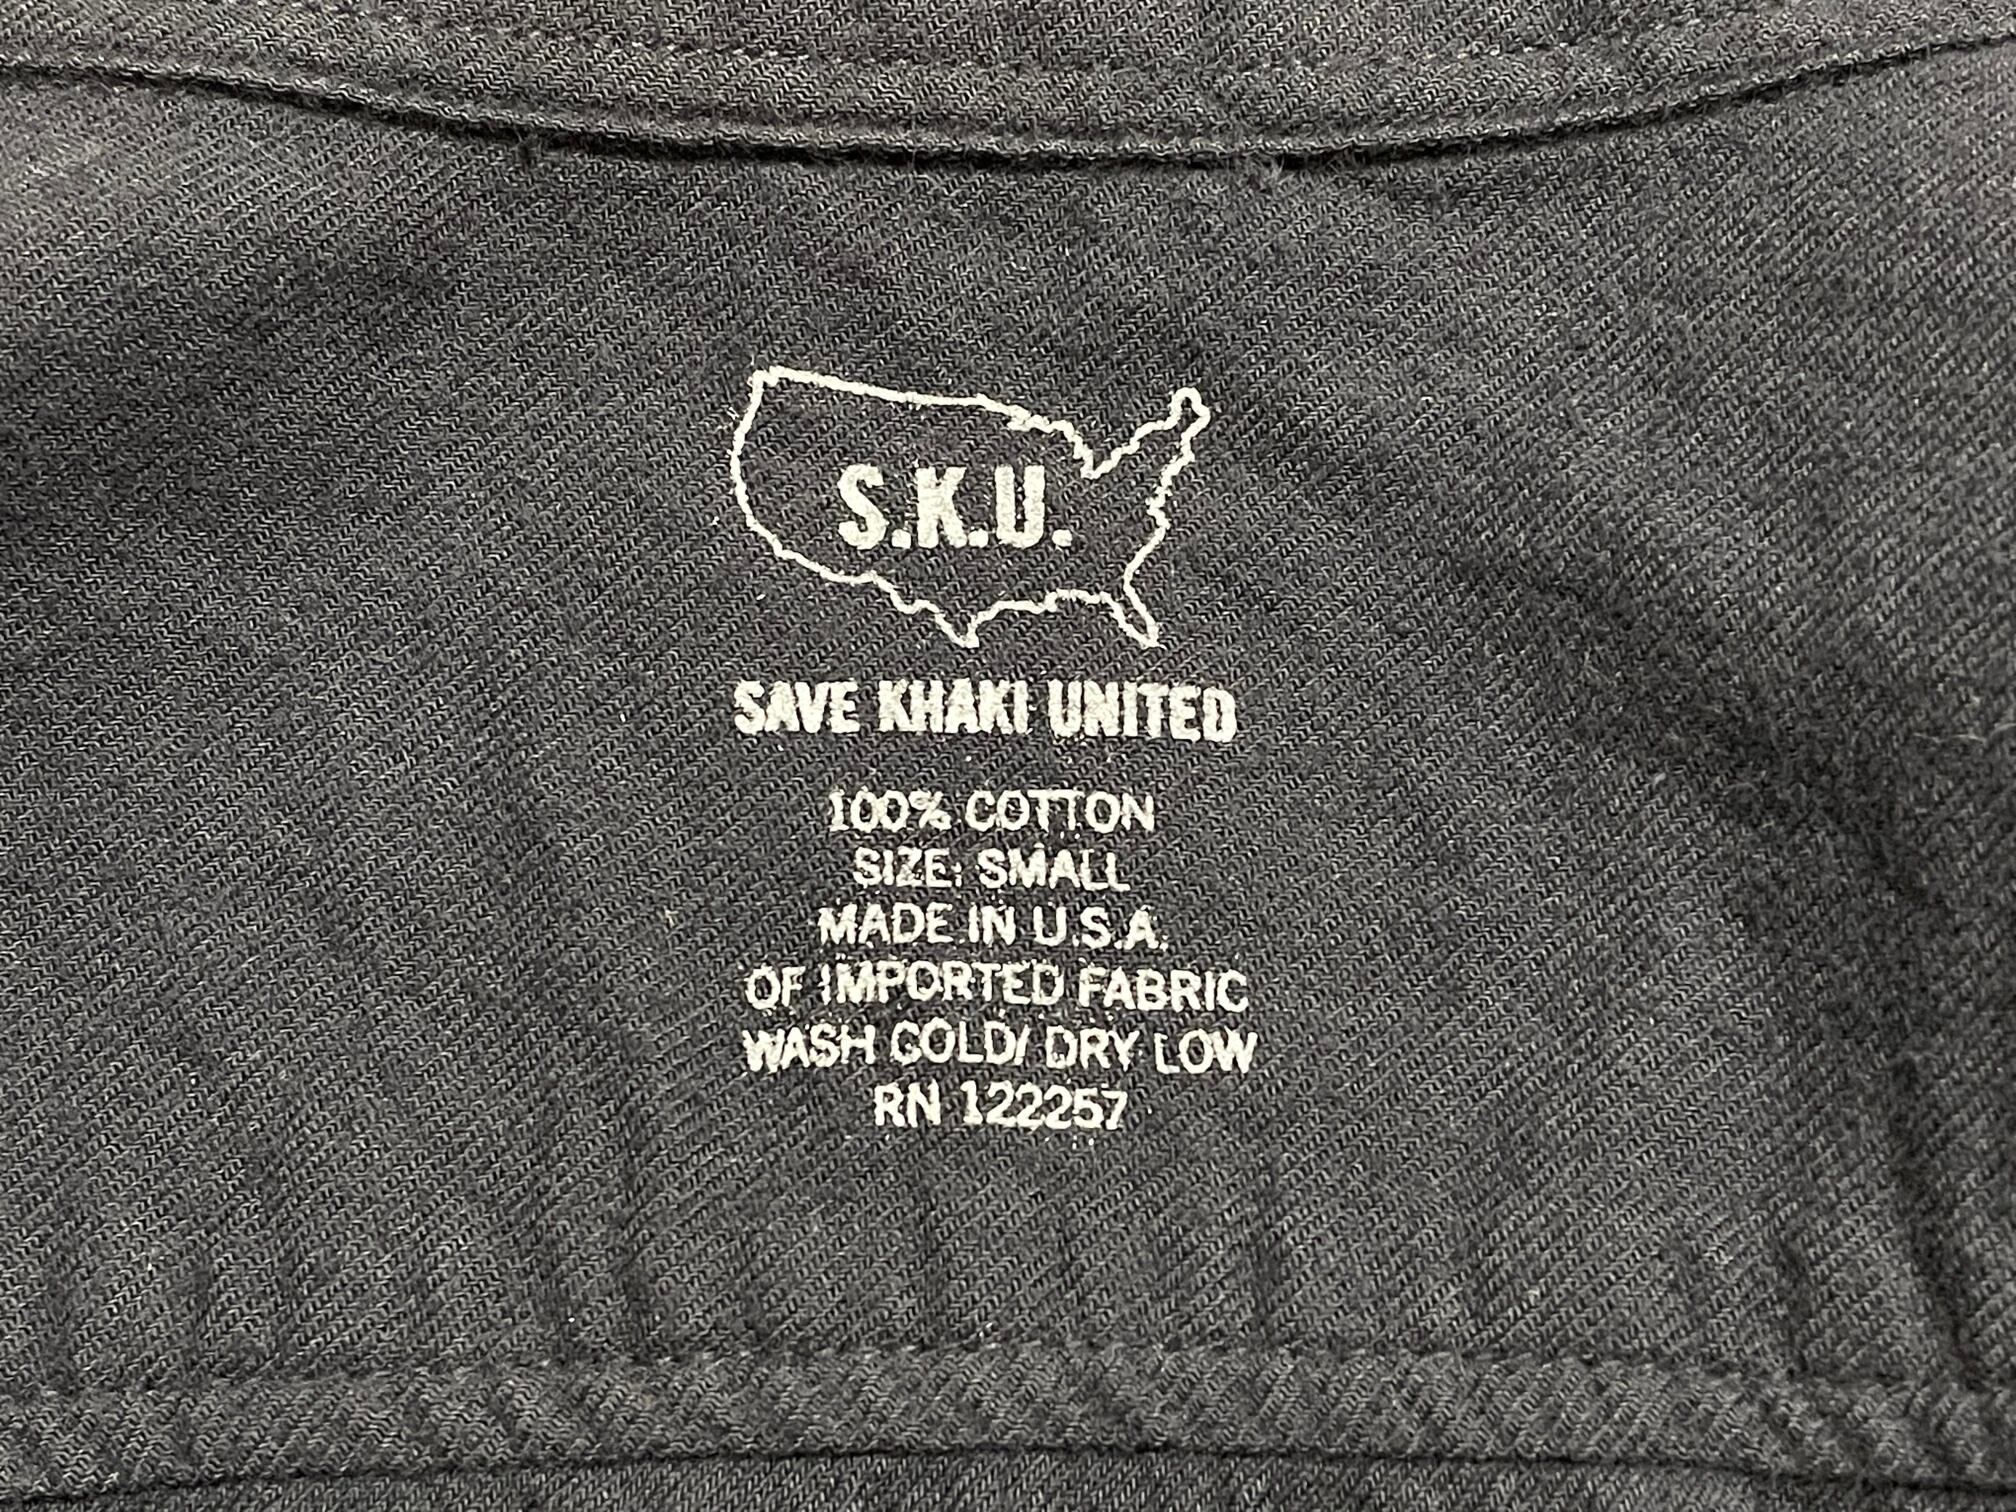 S.K.U.
SAVE KHAKI UNITED
100% COTTON
SIZE: SMALL
MADE IN U.S.A.
OF IMPORTED FABRIC
WASH COLD/ DRY LOW
RN 122257